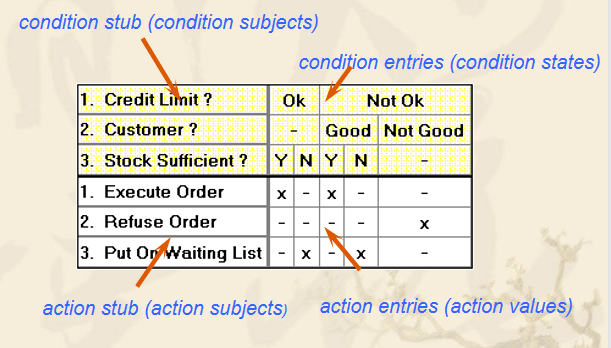 condition stub (condition subjects)
condition entries (condition states)
1. Credit Limit ? Ok Not Ok
2. Customer ? - Good Not Good
3. Stock Sufficient ? Y N Y N -
1. Execute Order x - x - -
2. Refuse Order - - - - x
3. Put On Waiting List - x - x -
action stub (action subjects)
action entries (action values)